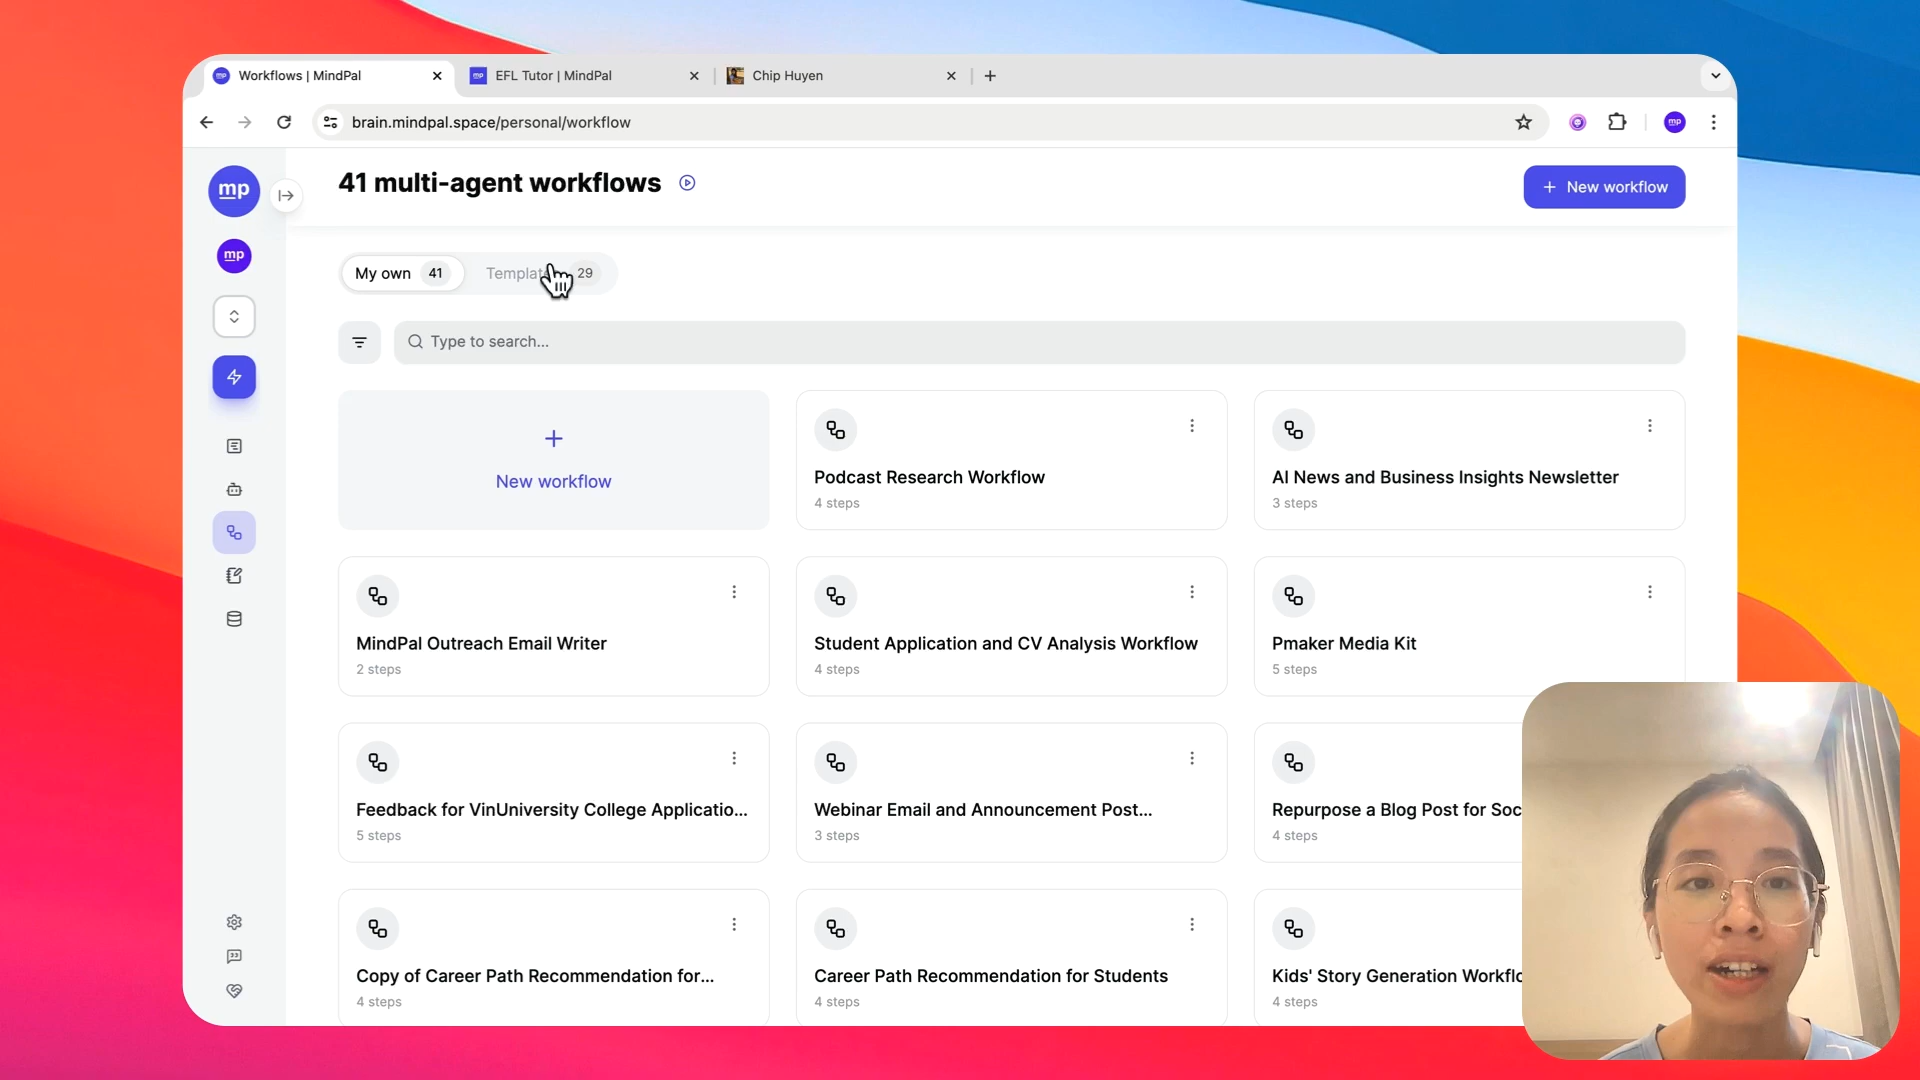 Workflows | MindPal
EFL Tutor | MindPal
Chip Huyen
brain.mindpal.space/personal/workflow
mp
mp
mp
mp
41 multi-agent workflows
New workflow
My own 41
Templat 29
Type to search...
New workflow
Podcast Research Workflow
4 steps
AI News and Business Insights Newsletter
3 steps
MindPal Outreach Email Writer
2 steps
Student Application and CV Analysis Workflow
4 steps
Pmaker Media Kit
5 steps
Feedback for VinUniversity College Applicatio...
5 steps
Webinar Email and Announcement Post...
3 steps
Repurpose a Blog Post for Soc
4 steps
Copy of Career Path Recommendation for...
4 steps
Career Path Recommendation for Students
4 steps
Kids' Story Generation Workflo
4 steps